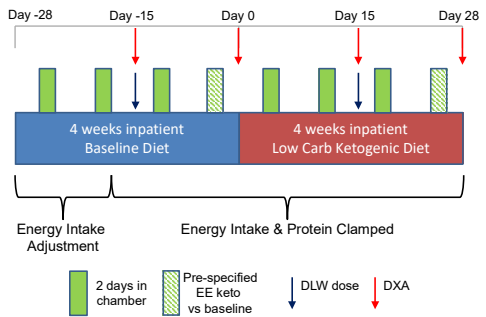 Day -28
Day -15
Day 0
Day 15
Day 28
4 weeks inpatient
Baseline Diet
4 weeks inpatient
Low Carb Ketogenic Diet
Energy Intake
Adjustment
Energy Intake & Protein Clamped
2 days in
chamber
Pre-specified
EE keto
vs baseline
DLW dose
DXA